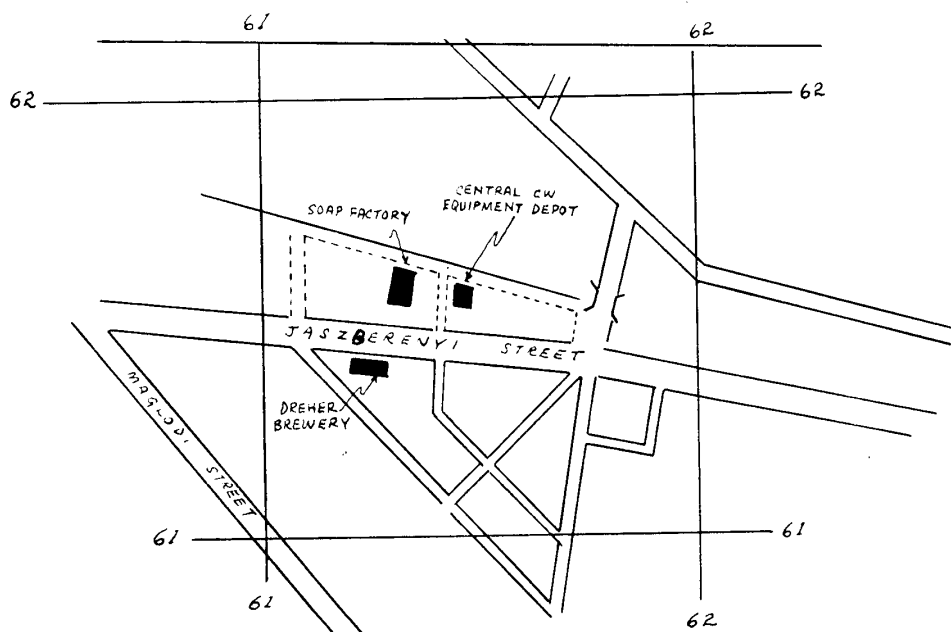 61
62
62
62
CENTRAL CW
EQUIPMENT DEPOT
SOAP FACTORY
JASZBERENYI STREET
DREHER
BREWERY
MAGLODI STREET
61
61
61
62